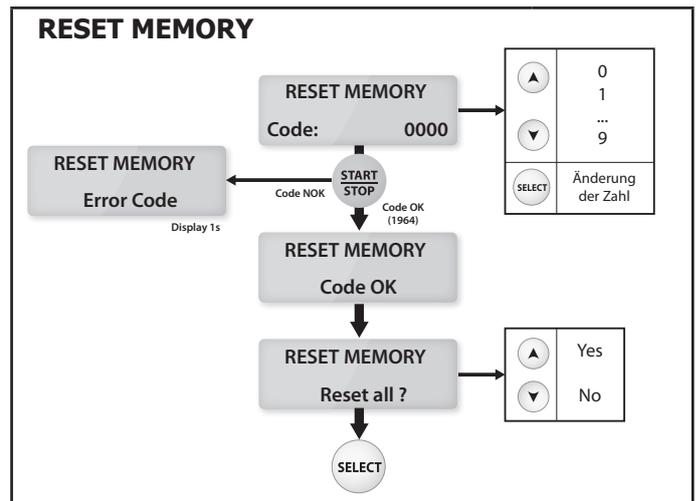 RESET MEMORY
RESET MEMORY
Code: 0000
0
1
...
9
SELECT
Änderung
der Zahl
START
STOP
RESET MEMORY
Error Code
Display 1s
Code NOK
Code OK
(1964)
RESET MEMORY
Code OK
RESET MEMORY
Reset all ?
Yes
No
SELECT